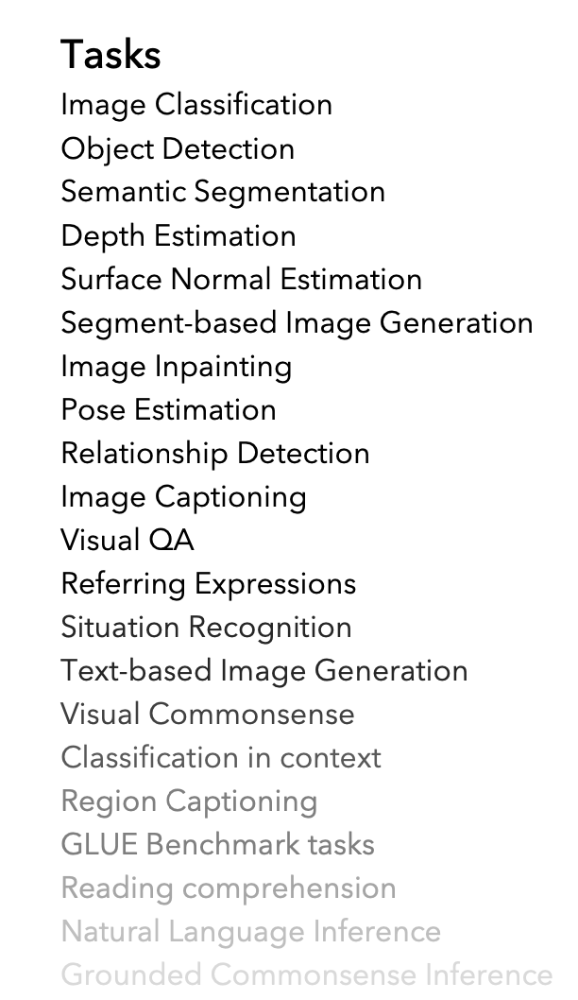 Tasks
Image Classification
Object Detection
Semantic Segmentation
Depth Estimation
Surface Normal Estimation
Segment-based Image Generation
Image Inpainting
Pose Estimation
Relationship Detection
Image Captioning
Visual QA
Referring Expressions
Situation Recognition
Text-based Image Generation
Visual Commonsense
Classification in context
Region Captioning
GLUE Benchmark tasks
Reading comprehension
Natural Language Inference
Grounded Commonsense Inference